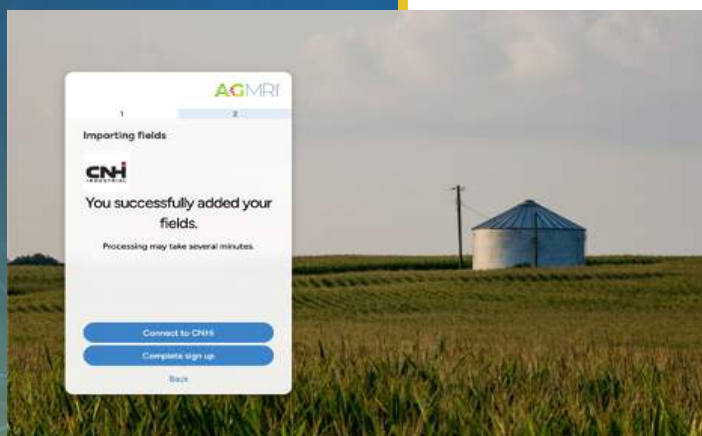 AGMRI
1 2
Importing fields
CNH
INDUSTRIAL
You successfully added your
fields.
Processing may take several minutes.
Connect to CNHi
Complete sign up
Back